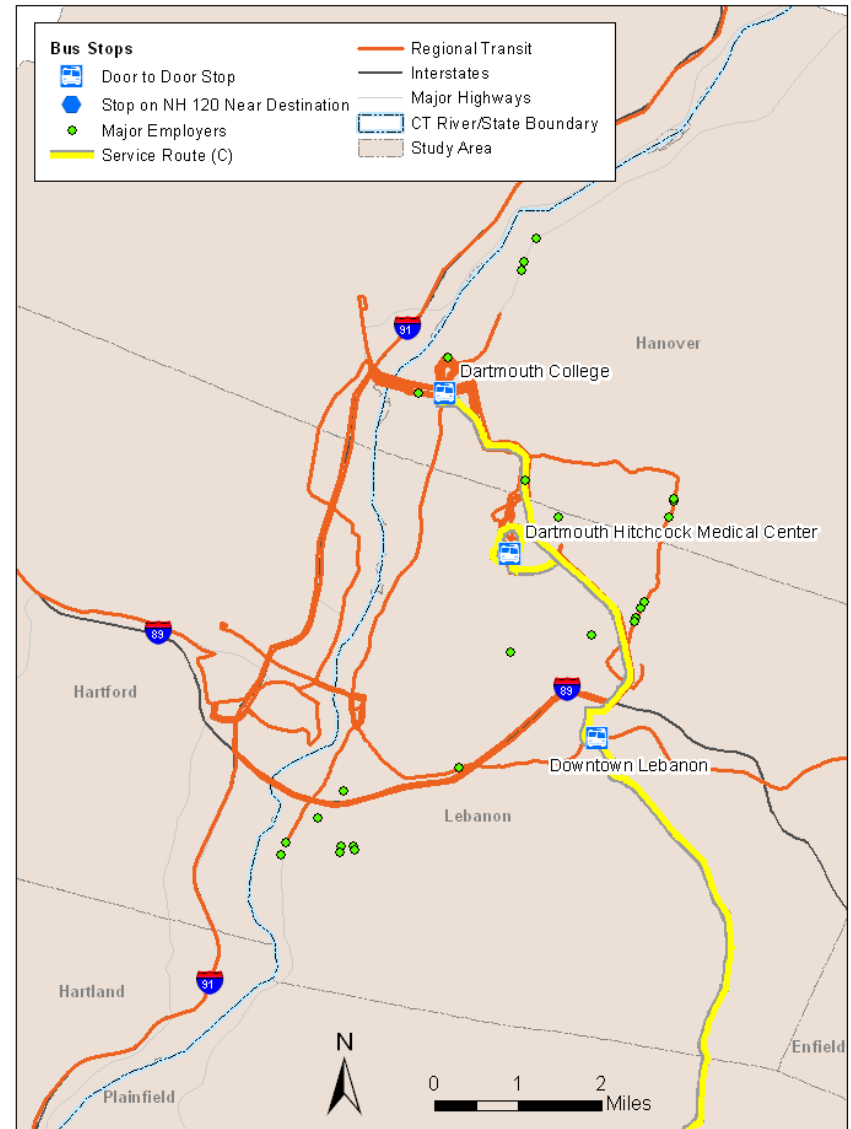 Bus Stops
Door to Door Stop
Stop on NH 120 Near Destination
Major Employers
Service Route (C)
Regional Transit
Interstates
Major Highways
CT River/State Boundary
Study Area
91
Hanover
Dartmouth College
Dartmouth Hitchcock Medical Center
89
Hartford
89
Downtown Lebanon
Lebanon
91
Hartland
N
Enfield
Plainfield
0 1 2
Miles